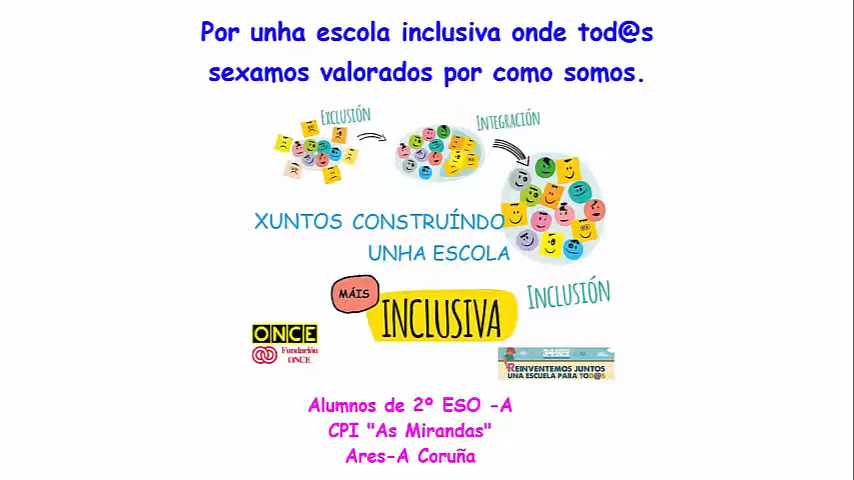 Por unha escola inclusiva onde tod@s
sexamos valorados por como somos.
EXCLUSIÓN
INTEGRACIÓN
XUNTOS CONSTRUÍNDO
UNHA ESCOLA
MÁIS
INCLUSIVA
INCLUSIÓN
ONCE
Fundación
ONCE
34
REINVENTEMOS JUNTOS
UNA ESCUELA PARA TOD@S
Alumnos de 2º ESO -A
CPI "As Mirandas"
Ares-A Coruña